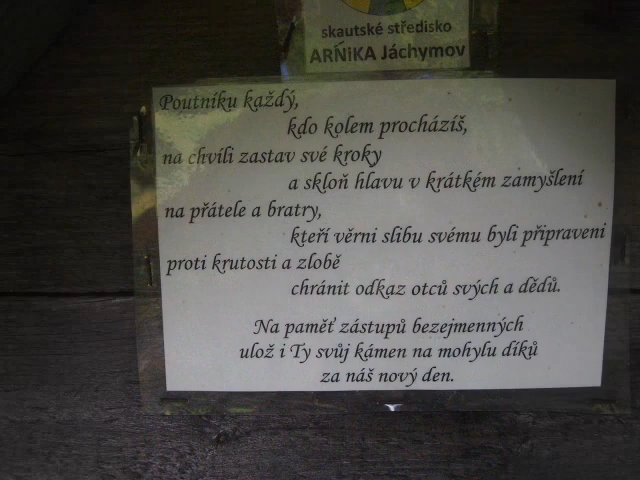 skautské středisko
ARŇiKA Jáchymov
Poutníku každý,
kdo kolem procházíš,
na chvíli zastav své kroky
a skloň hlavu v krátkém zamyšlení
na přátele a bratry,
kteří věrni slibu svému byli připraveni
proti krutosti a zlobě
chránit odkaz otců svých a dědů.
Na paměť zástupů bezejmenných
ulož i Ty svůj kámen na mohylu díků
za náš nový den.